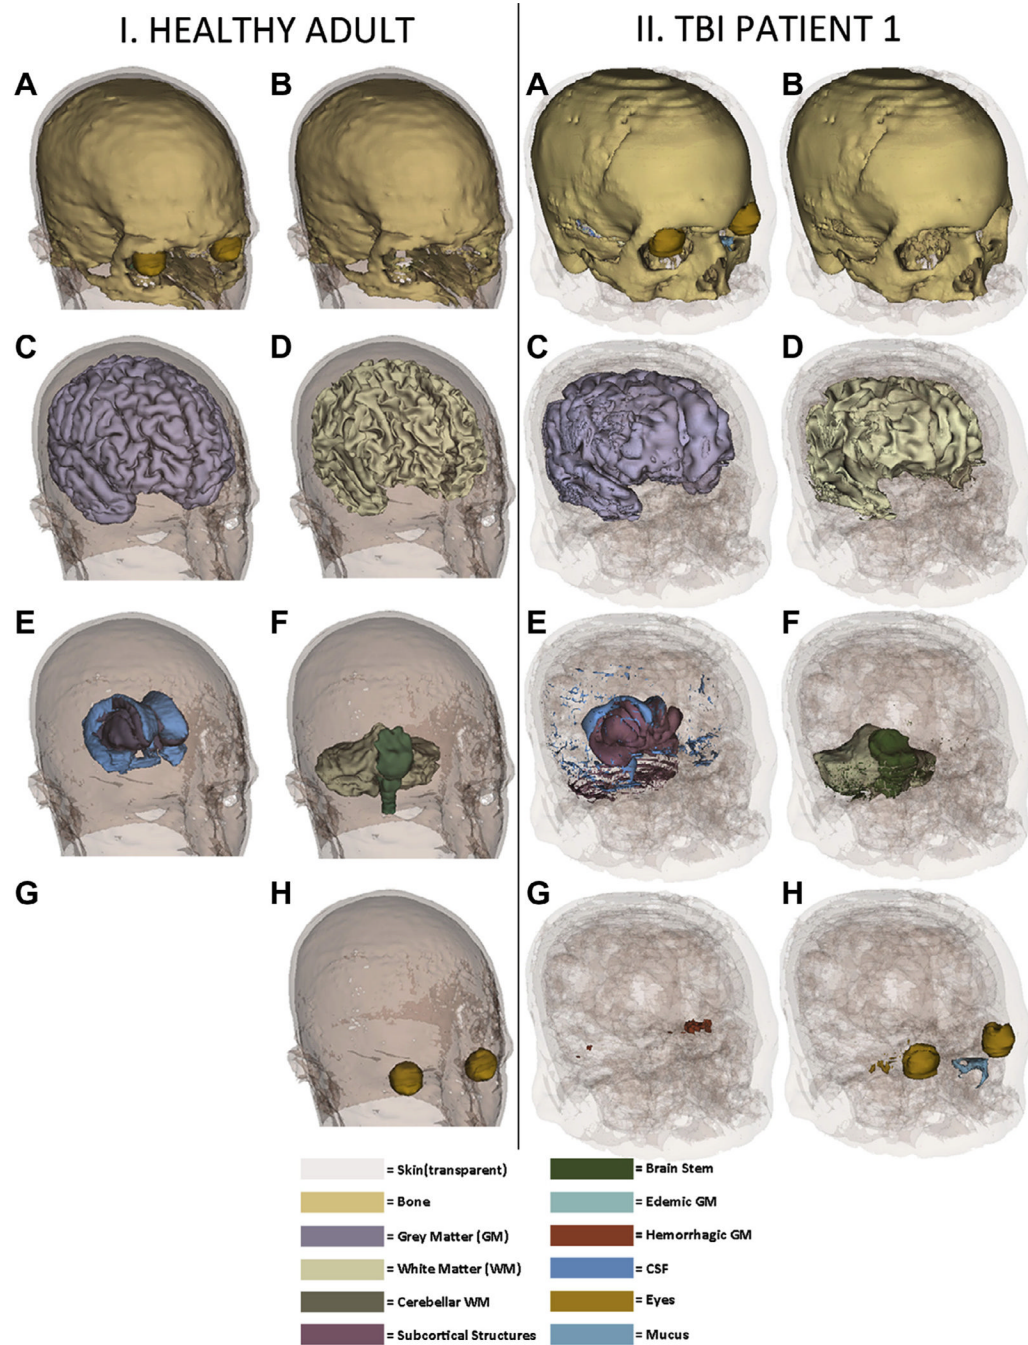 I. HEALTHY ADULT
II. TBI PATIENT 1
A
B
A
B
C
D
C
D
E
F
E
F
G
H
G
H
= Skin(transparent)
= Bone
= Grey Matter (GM)
= White Matter (WM)
= Cerebellar WM
= Subcortical Structures
= Brain Stem
= Edemic GM
= Hemorrhagic GM
= CSF
= Eyes
= Mucus